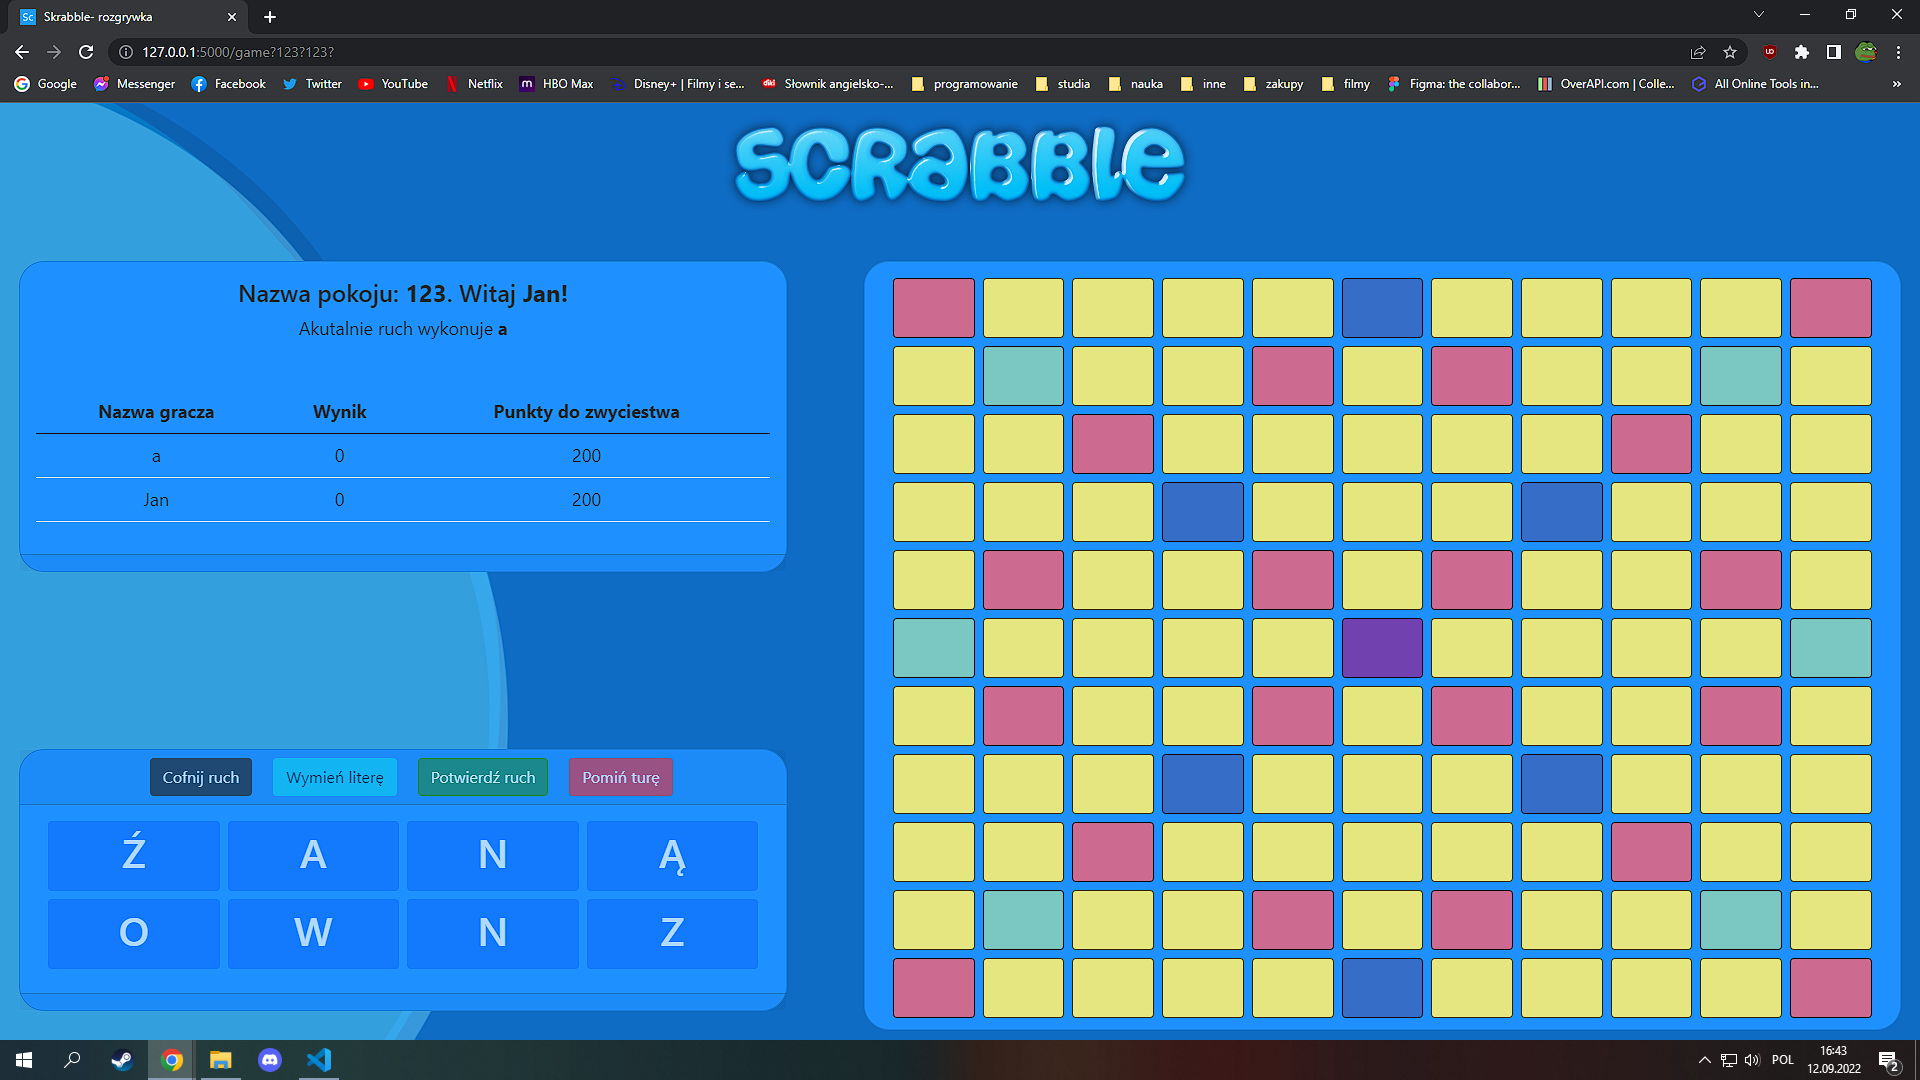 Sc Skrabble- rozgrywka
127.0.0.1:5000/game?123?123?
Google Messenger Facebook Twitter YouTube Netflix m HBO Max Disney+ | Filmy i se... diki Słownik angielsko-... programowanie studia nauka inne zakupy filmy Figma: the collabor... OverAPI.com | Colle... All Online Tools in... »
SCRABBLE
Nazwa pokoju: 123. Witaj Jan!
Akutalnie ruch wykonuje a
Nazwa gracza Wynik Punkty do zwyciestwa
a 0 200
Jan 0 200
Cofnij ruch Wymień literę Potwierdź ruch Pomiń turę
Ź A N Ą
O W N Z
POL 16:43
12.09.2022 2